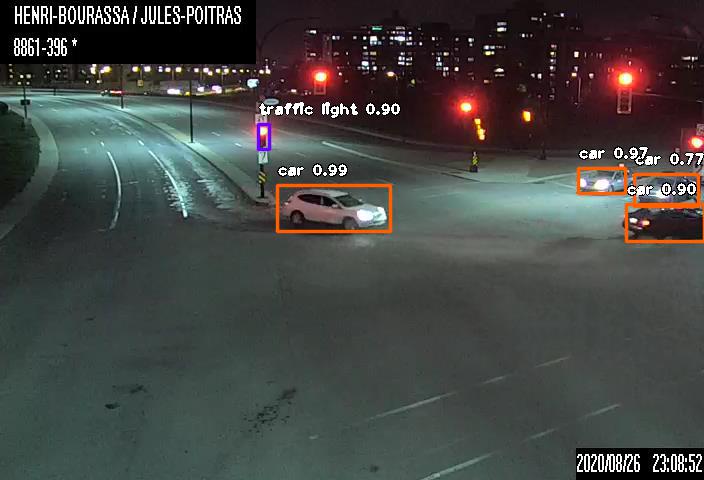 HENRI-BOURASSA / JULES-POITRAS
8861-396 *
traffic light 0.90
car 0.99
car 0.97
car 0.77
car 0.90
2020/08/26 23:08:52